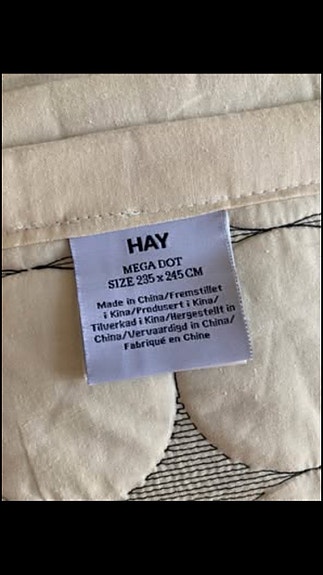 HAY
MEGA DOT
SIZE 235 x 245 CM
Made in China/Fremstillet
i Kina/Produsert i Kina/
Tilverkad i Kina/Hergestellt in
China/Vervaardigd in China/
Fabriqué en Chine